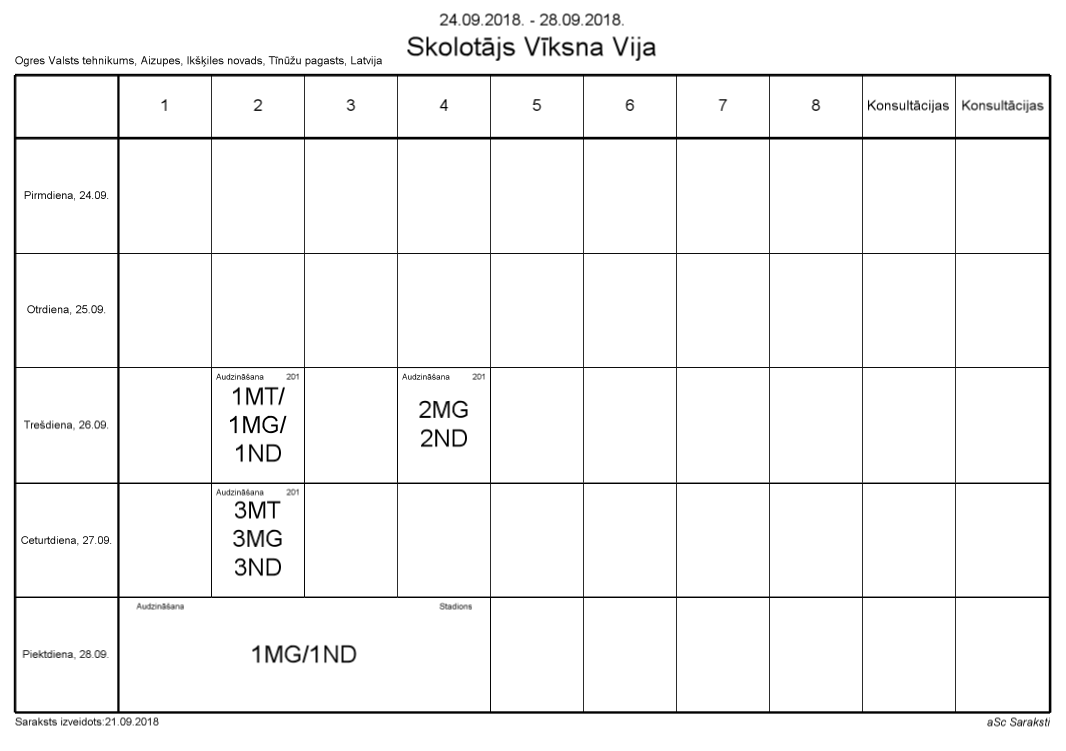 24.09.2018. - 28.09.2018.
Skolotājs Vīksna Vija
Ogres Valsts tehnikums, Aizupes, Ikšķiles novads, Tīnūžu pagasts, Latvija
1 2 3 4 5 6 7 8 Konsultācijas Konsultācijas
Pirmdiena, 24.09.
Otrdiena, 25.09.
Trešdiena, 26.09.
Audzināšana 201
1MT/
1MG/
1ND
Audzināšana 201
2MG
2ND
Ceturtdiena, 27.09.
Audzināšana 201
3MT
3MG
3ND
Piektdiena, 28.09.
Audzināšana Stadions
1MG/1ND
Saraksts izveidots:21.09.2018
aSc Saraksti